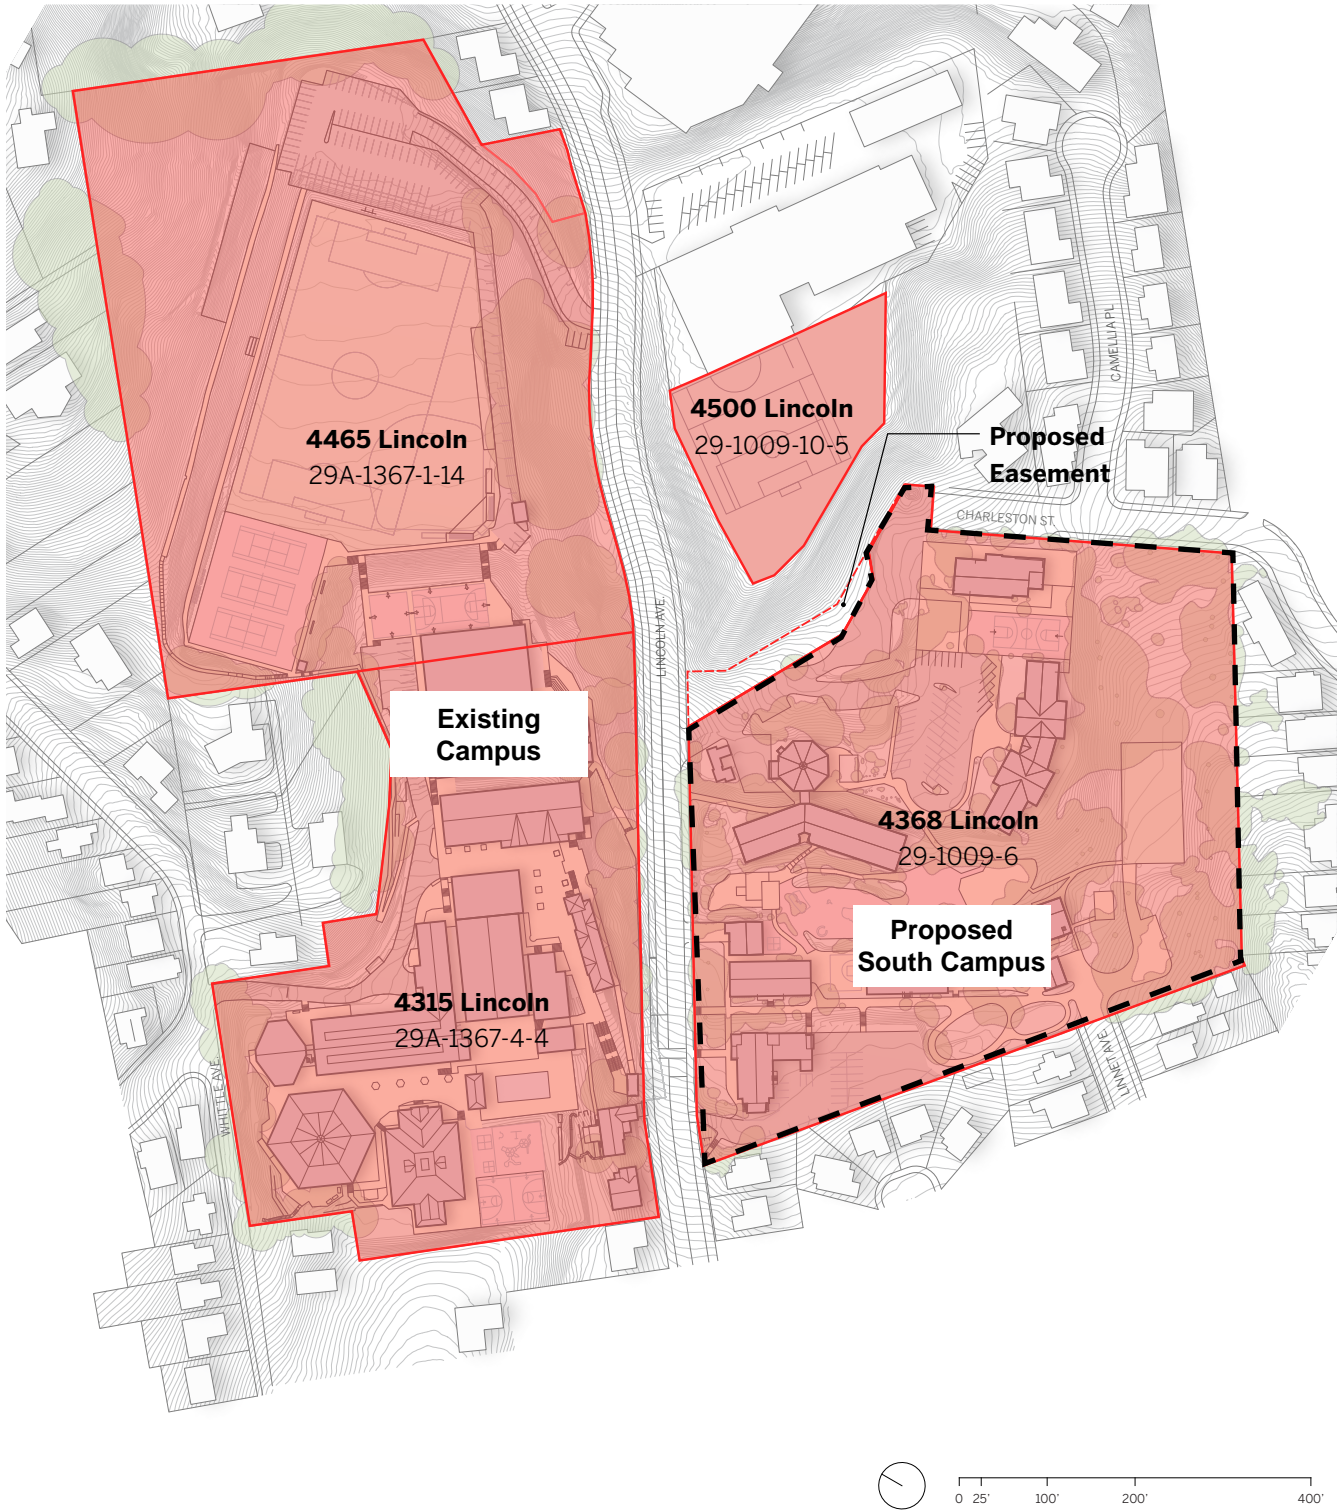 4465 Lincoln
29A-1367-1-14
4500 Lincoln
29-1009-10-5
Proposed
Easement
CAMELLIA PL
CHARLESTON ST.
LINCOLN AVE.
Existing
Campus
4368 Lincoln
29-1009-6
Proposed
South Campus
4315 Lincoln
29A-1367-4-4
WHITTLE AVE.
LINNET AVE
0 25' 100' 200' 400'